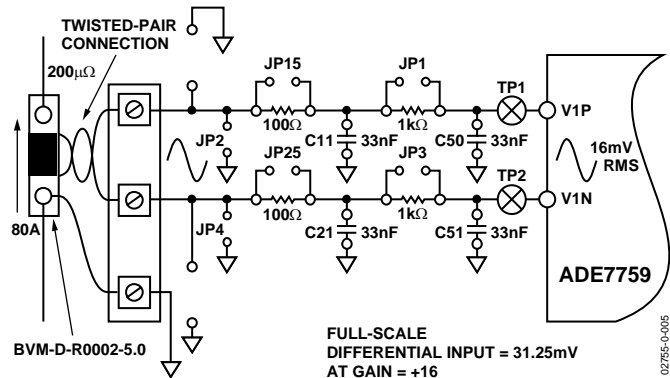 TWISTED-PAIR
CONNECTION
200μΩ
JP15
JP1
TP1
V1P
100Ω
C11
33nF
1kΩ
C50
33nF
16mV
RMS
JP2
JP25
JP3
TP2
V1N
80A
JP4
100Ω
C21
33nF
1kΩ
C51
33nF
ADE7759
BVM-D-R0002-5.0
FULL-SCALE
DIFFERENTIAL INPUT = 31.25mV
AT GAIN = +16
02755-0-005